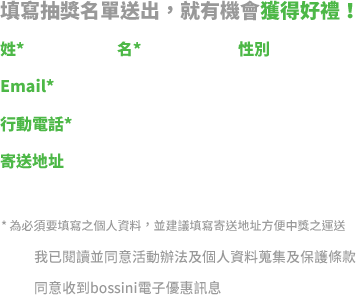 填寫抽獎名單送出，就有機會獲得好禮！
姓* 名* 性別
Email*
行動電話*
寄送地址
* 為必須要填寫之個人資料，並建議填寫寄送地址方便中獎之運送
我已閱讀並同意活動辦法及個人資料蒐集及保護條款
同意收到bossini電子優惠訊息